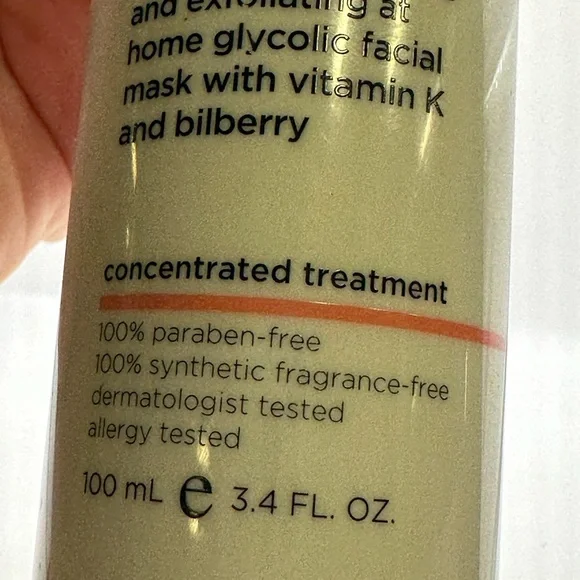 and exfoliating at
home glycolic facial
mask with vitamin K
and bilberry
concentrated treatment
100% paraben-free
100% synthetic fragrance-free
dermatologist tested
allergy tested
100 mL e 3.4 FL. OZ.